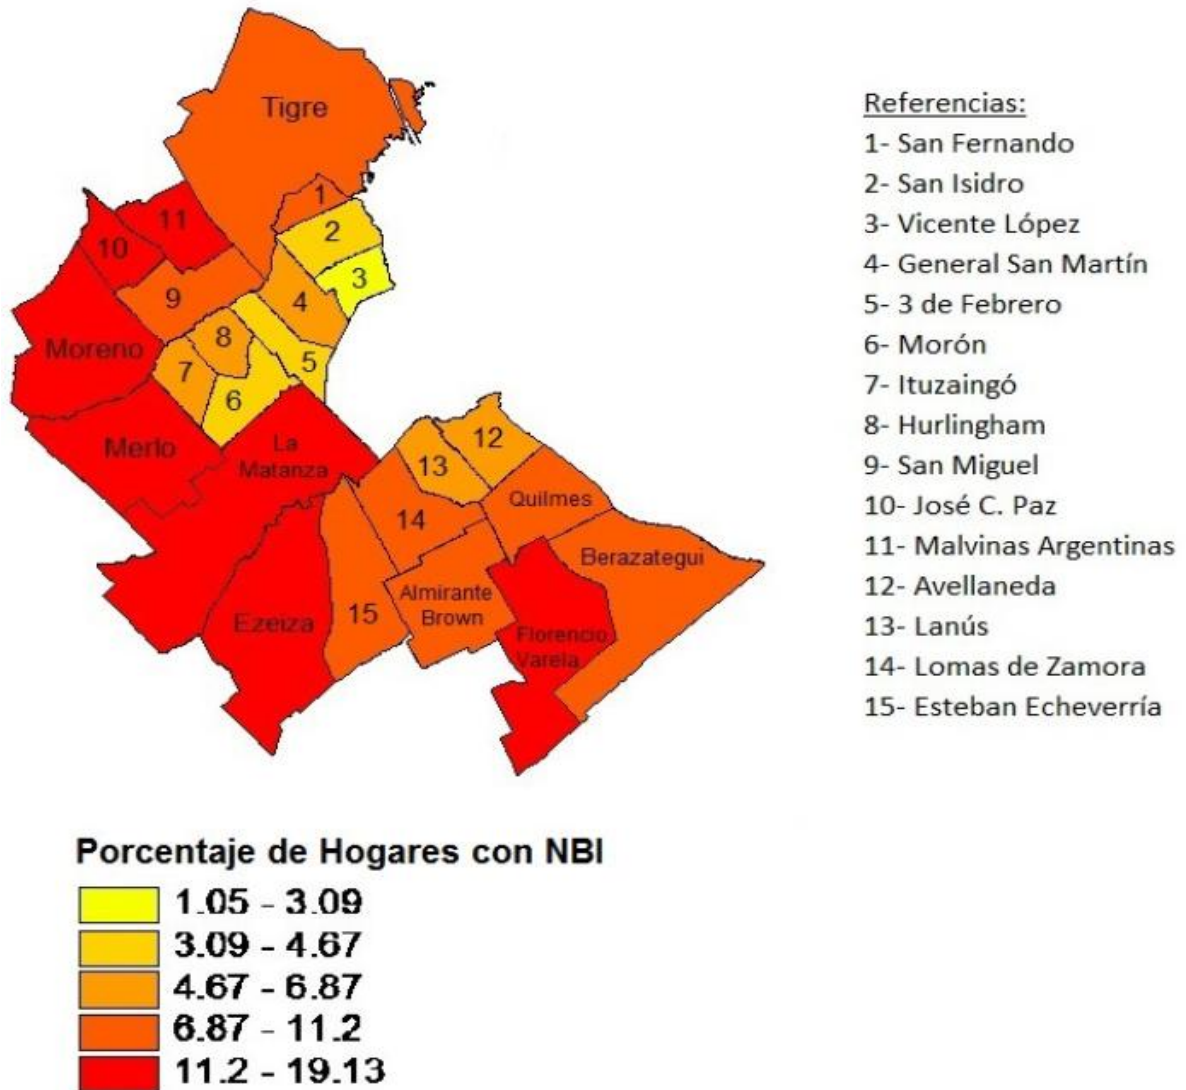 Tigre
1
2
3
11
10
9
4
8
5
7
6
Moreno
Merlo
La
Matanza
12
13
Quilmes
14
Berazategui
Almirante
Brown
15
Ezeiza
Florencio
Varela
Referencias:
1- San Fernando
2- San Isidro
3- Vicente López
4- General San Martín
5- 3 de Febrero
6- Morón
7- Ituzaingó
8- Hurlingham
9- San Miguel
10- José C. Paz
11- Malvinas Argentinas
12- Avellaneda
13- Lanús
14- Lomas de Zamora
15- Esteban Echeverría
Porcentaje de Hogares con NBI
1.05 - 3.09
3.09 - 4.67
4.67 - 6.87
6.87 - 11.2
11.2 - 19.13